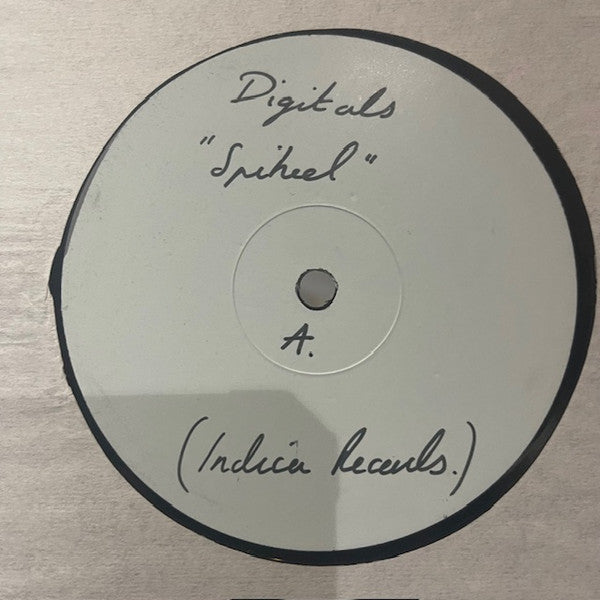 Digitals
"Spiheel"
A.
(Indica Records.)